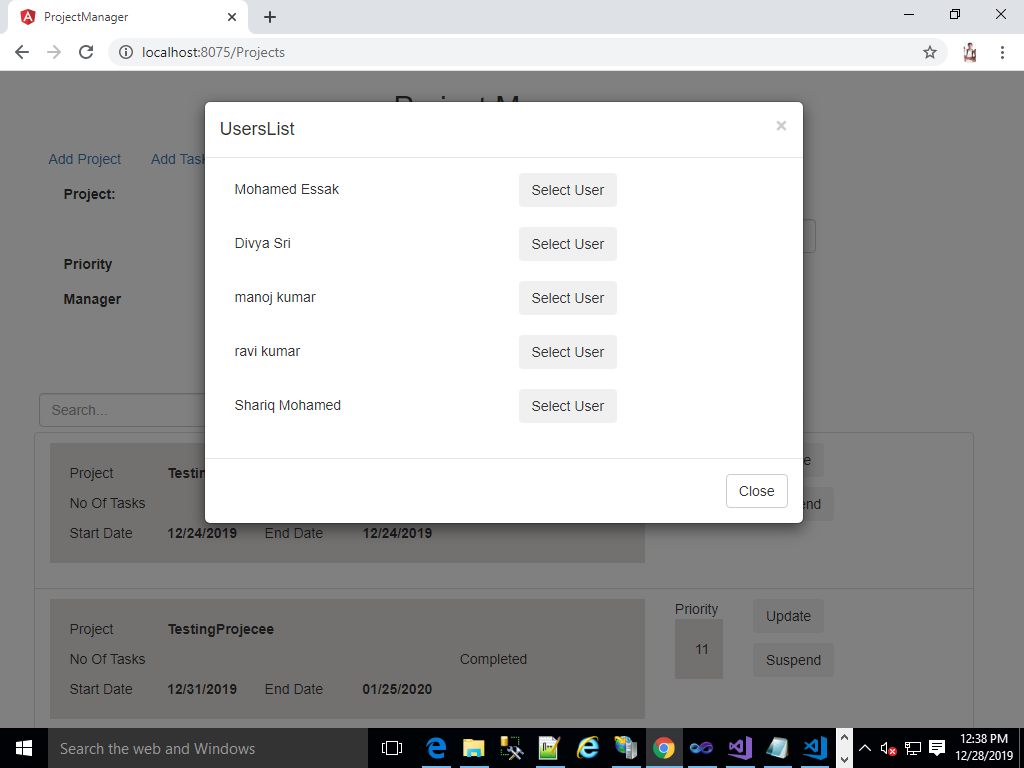 ProjectManager
localhost:8075/Projects
UsersList ×
Add Project Add Task
Project:
Priority
Manager
Mohamed Essak Select User
Divya Sri Select User
manoj kumar Select User
ravi kumar Select User
Shariq Mohamed Select User
Close
Search...
Project
No Of Tasks
Start Date 12/24/2019 End Date 12/24/2019
Project TestingProjecee
No Of Tasks Completed
Start Date 12/31/2019 End Date 01/25/2020
Priority
11
Update
Suspend
Search the web and Windows
12:38 PM
12/28/2019